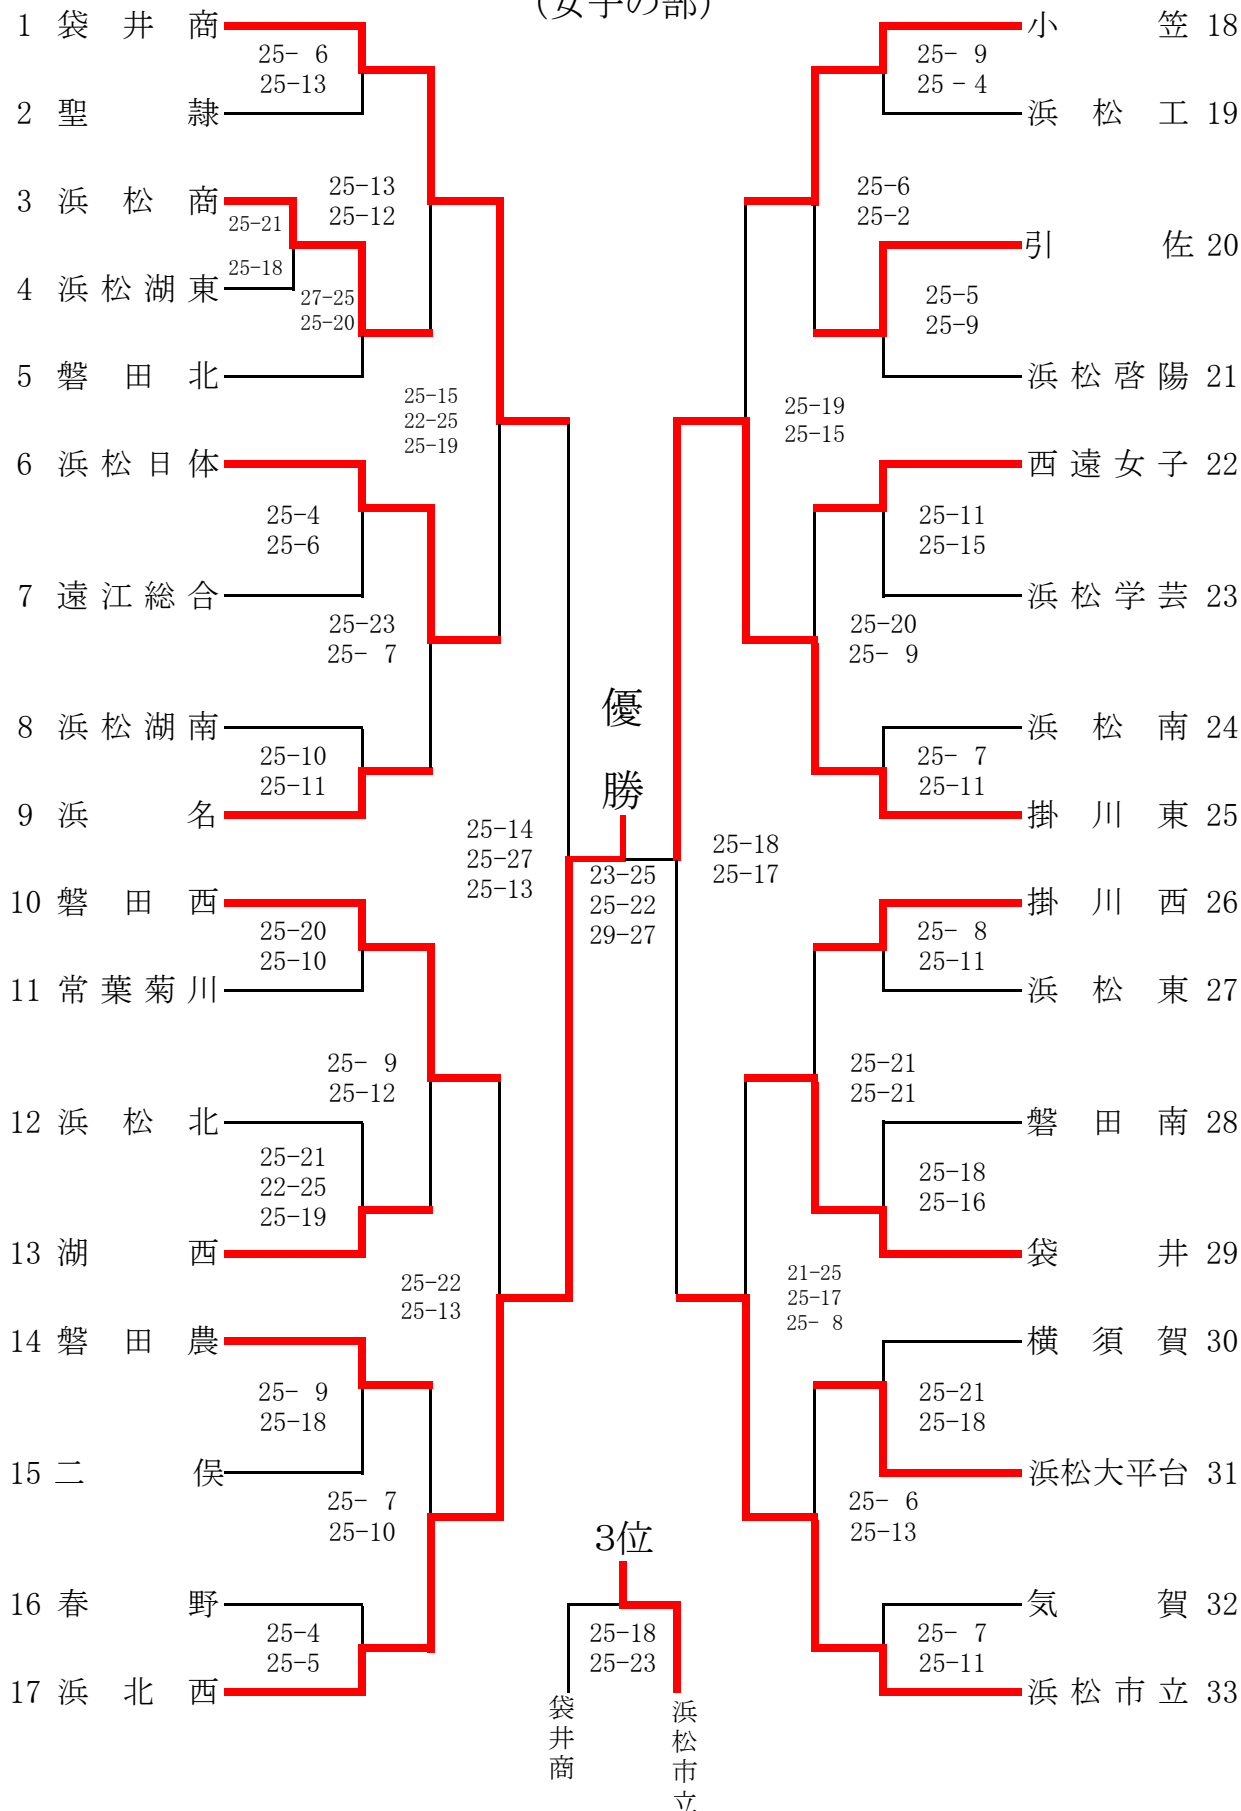 (女子の部)
1 袋井商
25- 6
25-13
2 聖隷
3 浜松商
25-21
25-18
4 浜松湖東
25-13
25-12
27-25
25-20
5 磐田北
25-15
22-25
25-19
6 浜松日体
25-4
25-6
7 遠江総合
25-23
25- 7
8 浜松湖南
25-10
25-11
9 浜名
25-14
25-27
25-13
10 磐田西
25-20
25-10
11 常葉菊川
25- 9
25-12
12 浜松北
25-21
22-25
25-19
13 湖西
25-22
25-13
14 磐田農
25- 9
25-18
15 二俣
25- 7
25-10
16 春野
25-4
25-5
17 浜北西
優勝
23-25
25-22
29-27
3位
25-18
25-23
袋井商
浜松市立
小笠 18
25- 9
25-4
浜松工 19
25-6
25-2
引佐 20
25-5
25-9
浜松啓陽 21
25-19
25-15
西遠女子 22
25-11
25-15
浜松学芸 23
25-20
25- 9
浜松南 24
25- 7
25-11
掛川東 25
25-18
25-17
掛川西 26
25- 8
25-11
浜松東 27
25-21
25-21
磐田南 28
25-18
25-16
袋井 29
21-25
25-17
25- 8
横須賀 30
25-21
25-18
浜松大平台 31
25- 6
25-13
気賀 32
25- 7
25-11
浜松市立 33